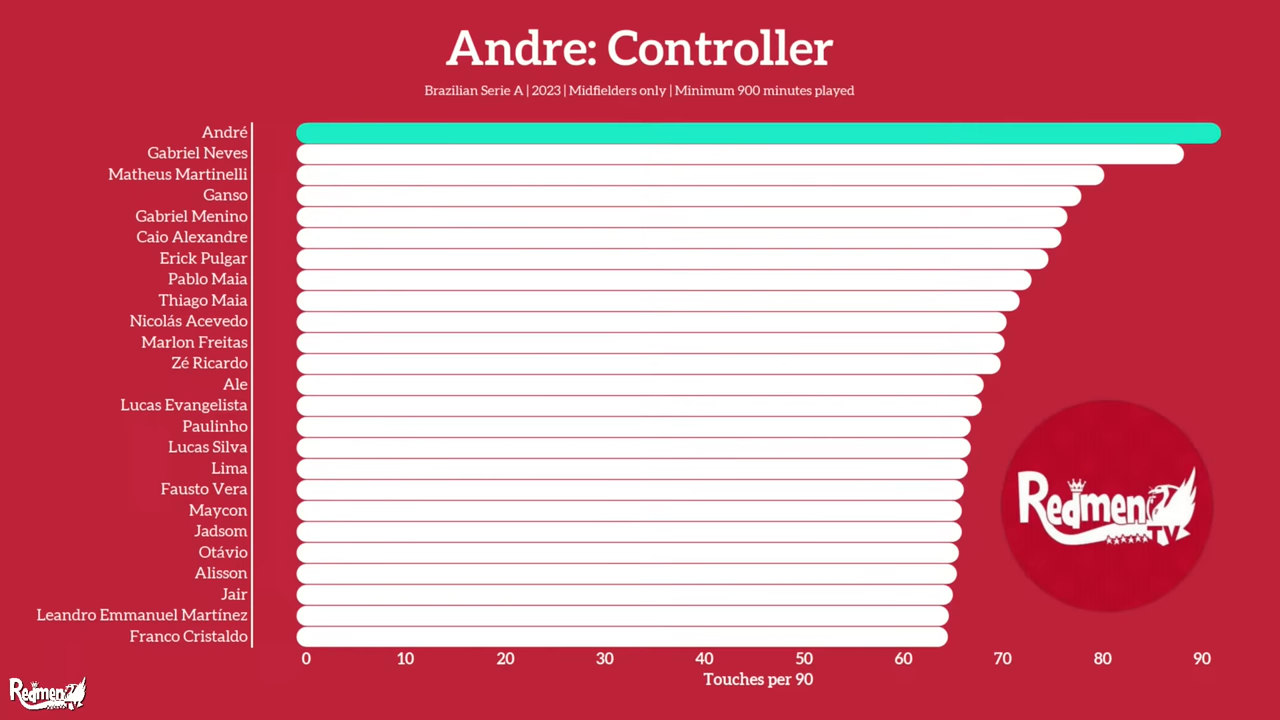 Andre: Controller
Brazilian Serie A | 2023 | Midfielders only | Minimum 900 minutes played
André
Gabriel Neves
Matheus Martinelli
Ganso
Gabriel Menino
Caio Alexandre
Erick Pulgar
Pablo Maia
Thiago Maia
Nicolás Acevedo
Marlon Freitas
Zé Ricardo
Ale
Lucas Evangelista
Paulinho
Lucas Silva
Lima
Fausto Vera
Maycon
Jadsom
Otávio
Alisson
Jair
Leandro Emmanuel Martínez
Franco Cristaldo
0 10 20 30 40 50 60 70 80 90
Touches per 90
Redmen
TV
Redmen
TV